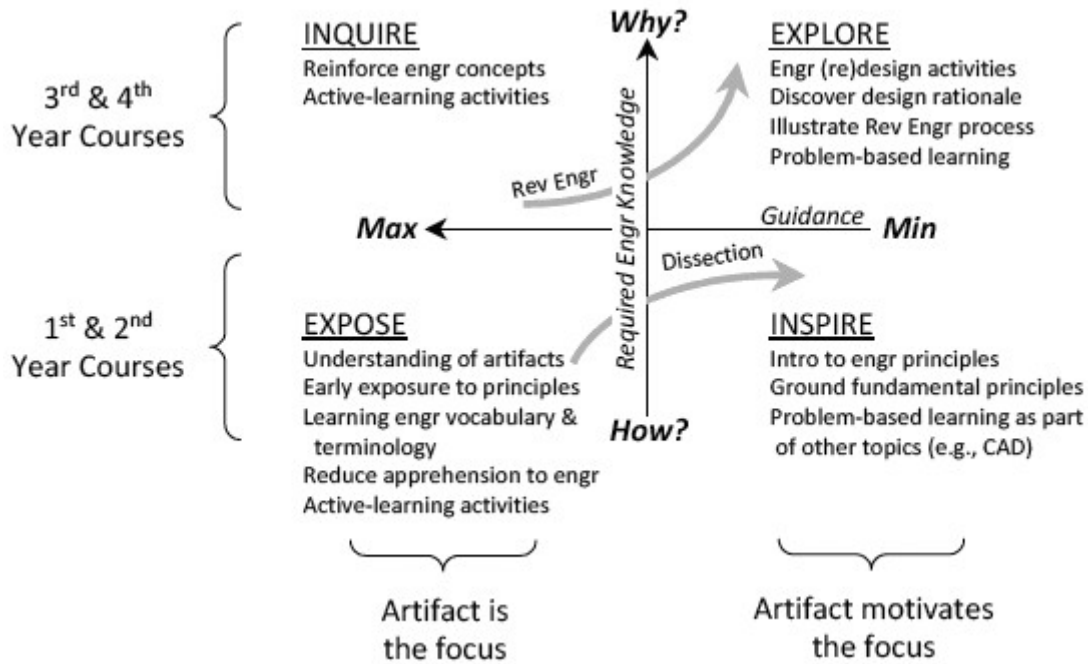 INQUIRE
Reinforce engr concepts
Active-learning activities
Why?
EXPLORE
Engr (re)design activities
Discover design rationale
Illustrate Rev Engr process
Problem-based learning
3rd & 4th
Year Courses
Rev Engr
Required Engr Knowledge
Max
Guidance
Min
Dissection
1st & 2nd
Year Courses
EXPOSE
Understanding of artifacts
Early exposure to principles
Learning engr vocabulary &
terminology
Reduce apprehension to engr
Active-learning activities
How?
INSPIRE
Intro to engr principles
Ground fundamental principles
Problem-based learning as part
of other topics (e.g., CAD)
Artifact is
the focus
Artifact motivates
the focus